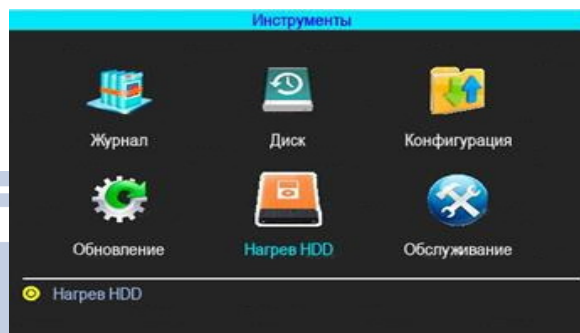 Инструменты
Журнал
Диск
Конфигурация
Обновление
Нагрев HDD
Обслуживание
Нагрев HDD